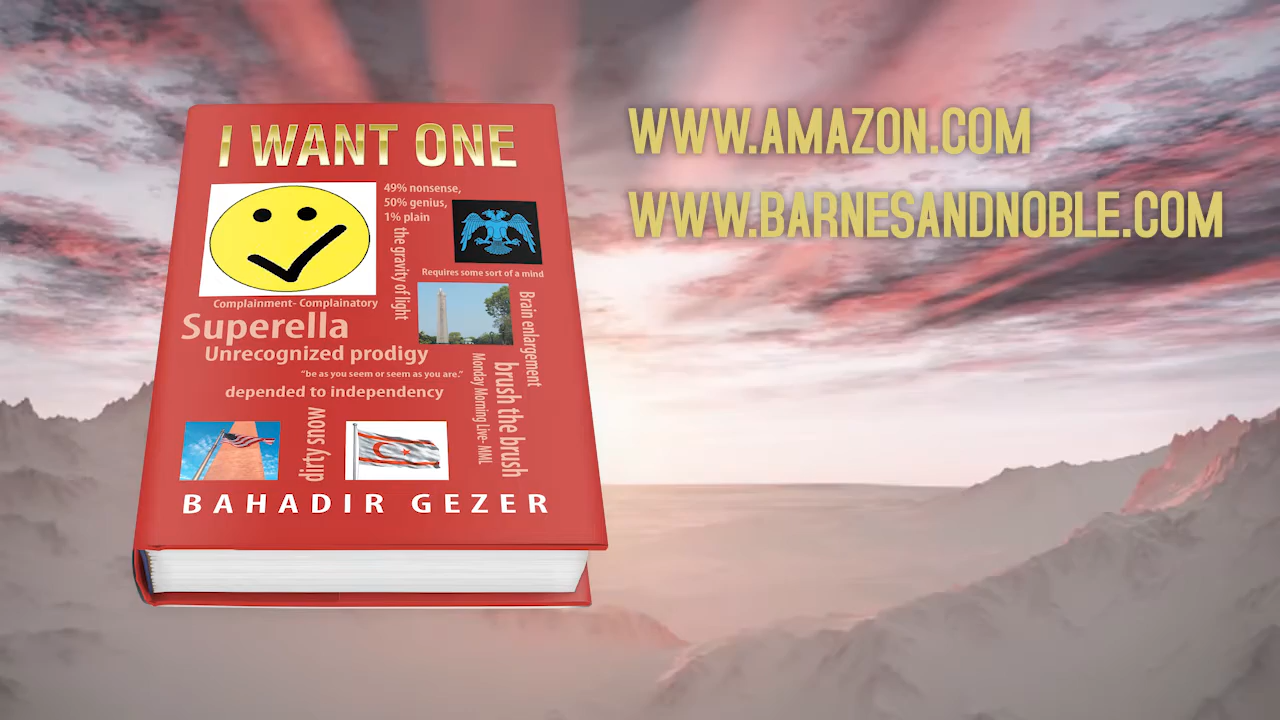 I WANT ONE
49% nonsense,
50% genius,
1% plain
the gravity of light
Requires some sort of a mind
Complainment- Complainatory
Superella
Unrecognized prodigy
"be as you seem or seem as you are."
depended to independency
Brain enlargement
brush the brush
Monday Morning Live- MML
dirty snow
BAHADIR GEZER
WWW.AMAZON.COM
WWW.BARNESANDNOBLE.COM